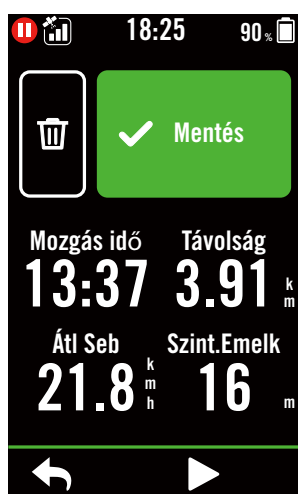 18:25 90 %
Mentés
Mozgás idő Távolság
13:37 3.91 km
Átl Seb Szint.Emelk
21.8 kmh 16 m